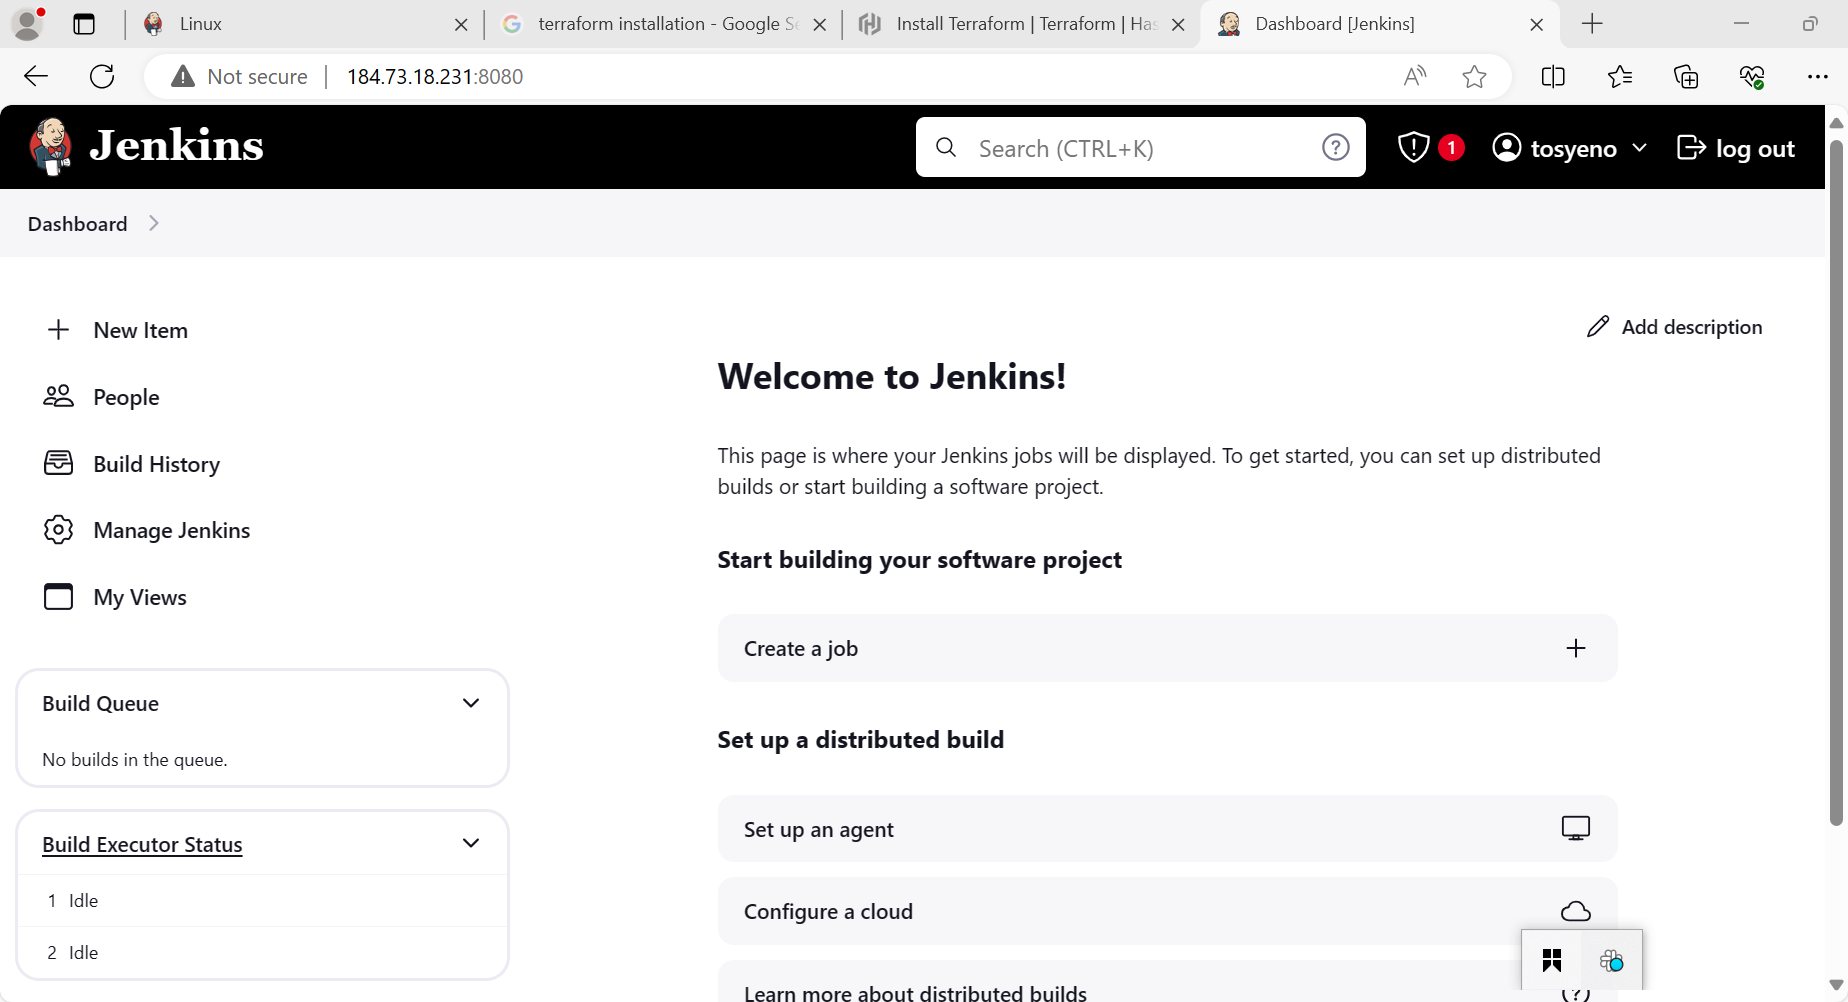 Linux
terraform installation - Google Se
Install Terraform | Terraform | Has
Dashboard [Jenkins]
Not secure
184.73.18.231:8080
Jenkins
Search (CTRL+K)
1
tosyeno
log out
Dashboard
New Item
People
Build History
Manage Jenkins
My Views
Build Queue
No builds in the queue.
Build Executor Status
1 Idle
2 Idle
Add description
Welcome to Jenkins!
This page is where your Jenkins jobs will be displayed. To get started, you can set up distributed
builds or start building a software project.
Start building your software project
Create a job
Set up a distributed build
Set up an agent
Configure a cloud
Learn more about distributed builds